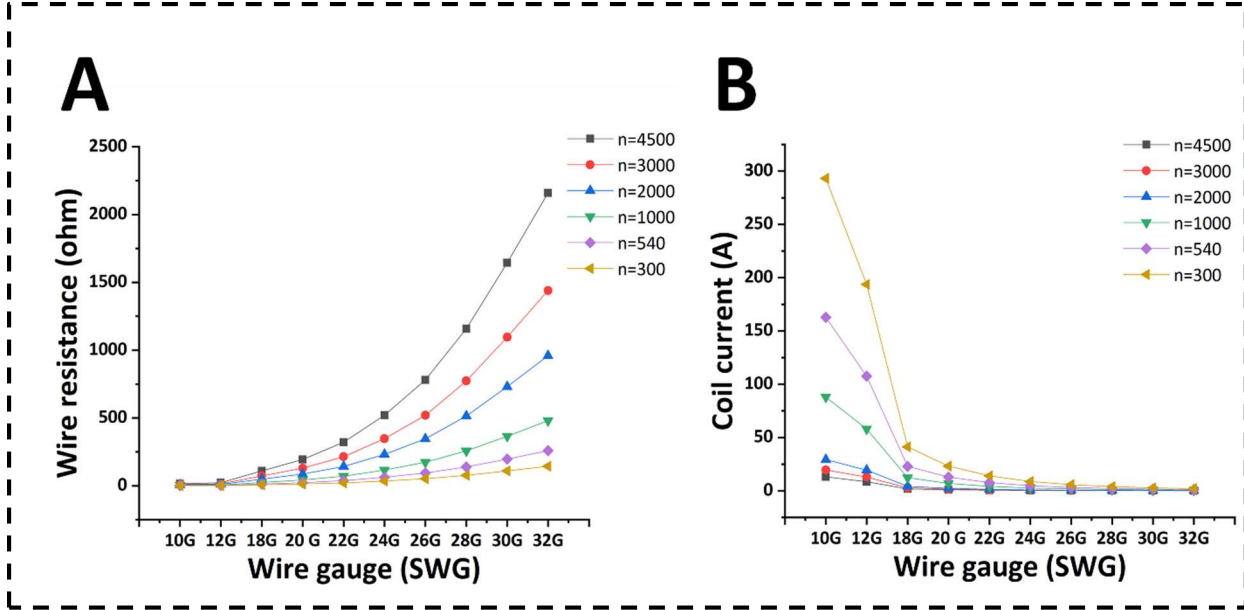 A
Wire resistance (ohm)
2500
2000
1500
1000
500
0
n=4500
n=3000
n=2000
n=1000
n=540
n=300
10G 12G 18G 20 G 22G 24G 26G 28G 30G 32G
Wire gauge (SWG)
B
Coil current (A)
300
250
200
150
100
50
0
n=4500
n=3000
n=2000
n=1000
n=540
n=300
10G 12G 18G 20 G 22G 24G 26G 28G 30G 32G
Wire gauge (SWG)